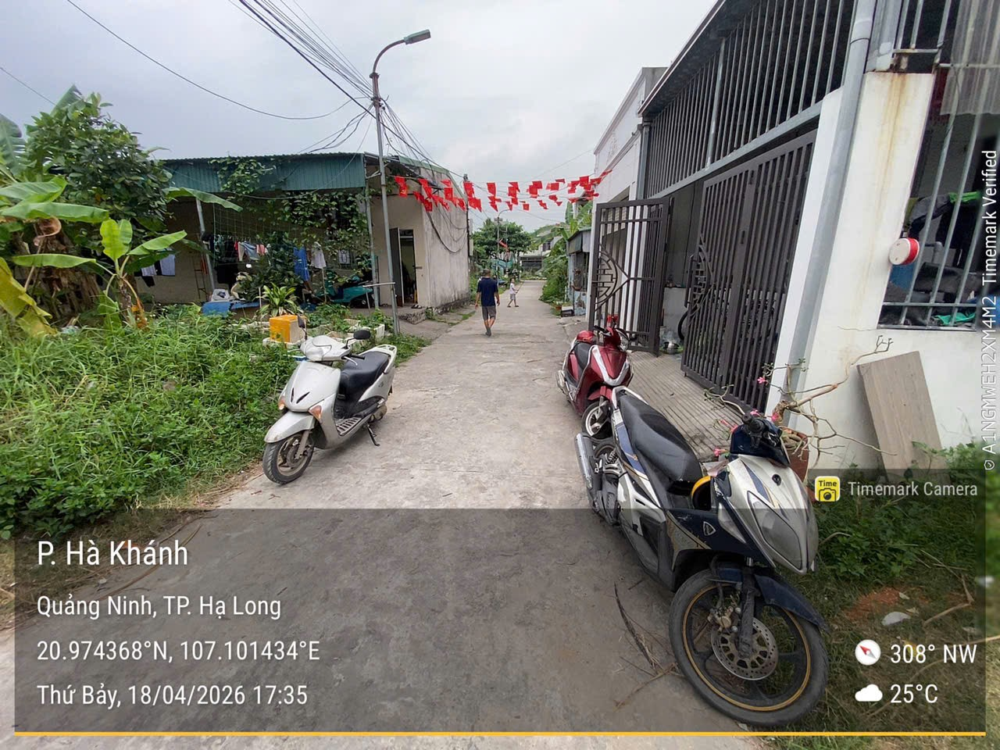 P. Hà Khánh
Quảng Ninh, TP. Hạ Long
20.974368°N, 107.101434°E
Thứ Bảy, 18/04/2026 17:35
Time
Timemark Camera
308° NW
25°C
A1NGMWEH2XM4M2 Timemark Verified